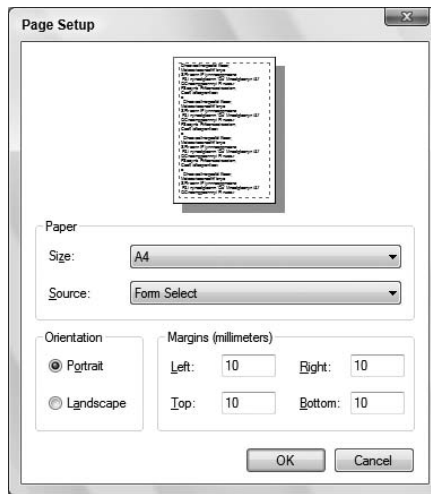 Page Setup
Paper
Size: A4
Source: Form Select
Orientation
Portrait
Landscape
Margins (millimeters)
Left: 10 Right: 10
Top: 10 Bottom: 10
OK Cancel